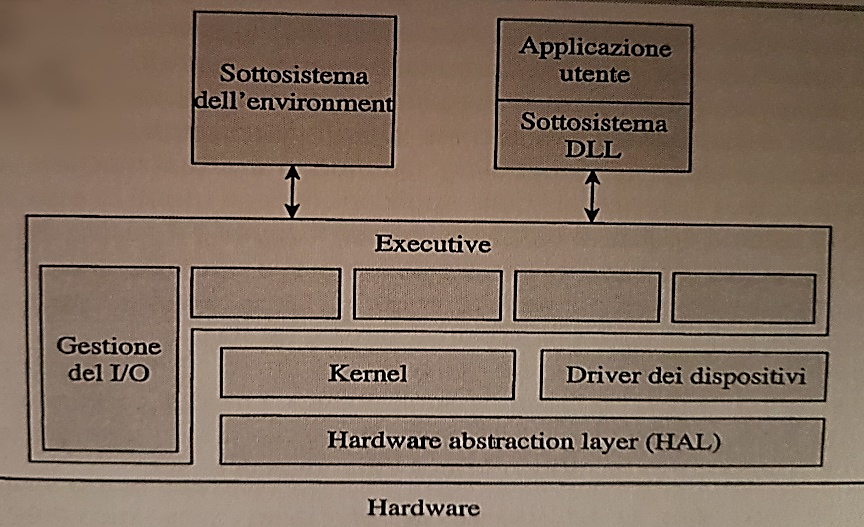 Sottosistema
dell'environment
Applicazione
utente
Sottosistema
DLL
Executive
Gestione
del I/O
Kernel
Driver dei dispositivi
Hardware abstraction layer (HAL)
Hardware